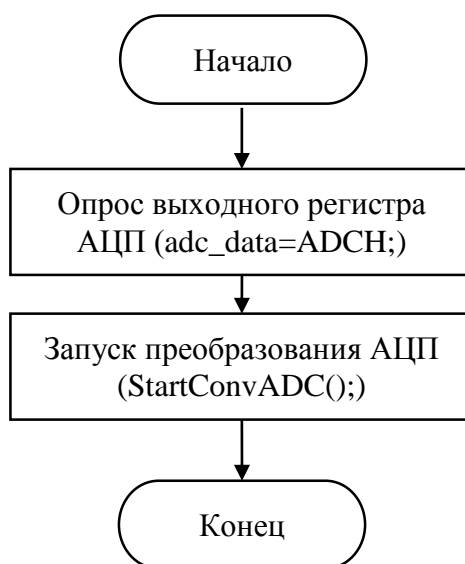 Начало
Опрос выходного регистра
АЦП (adc_data=ADCH;)
Запуск преобразования АЦП
(StartConvADC();)
Конец